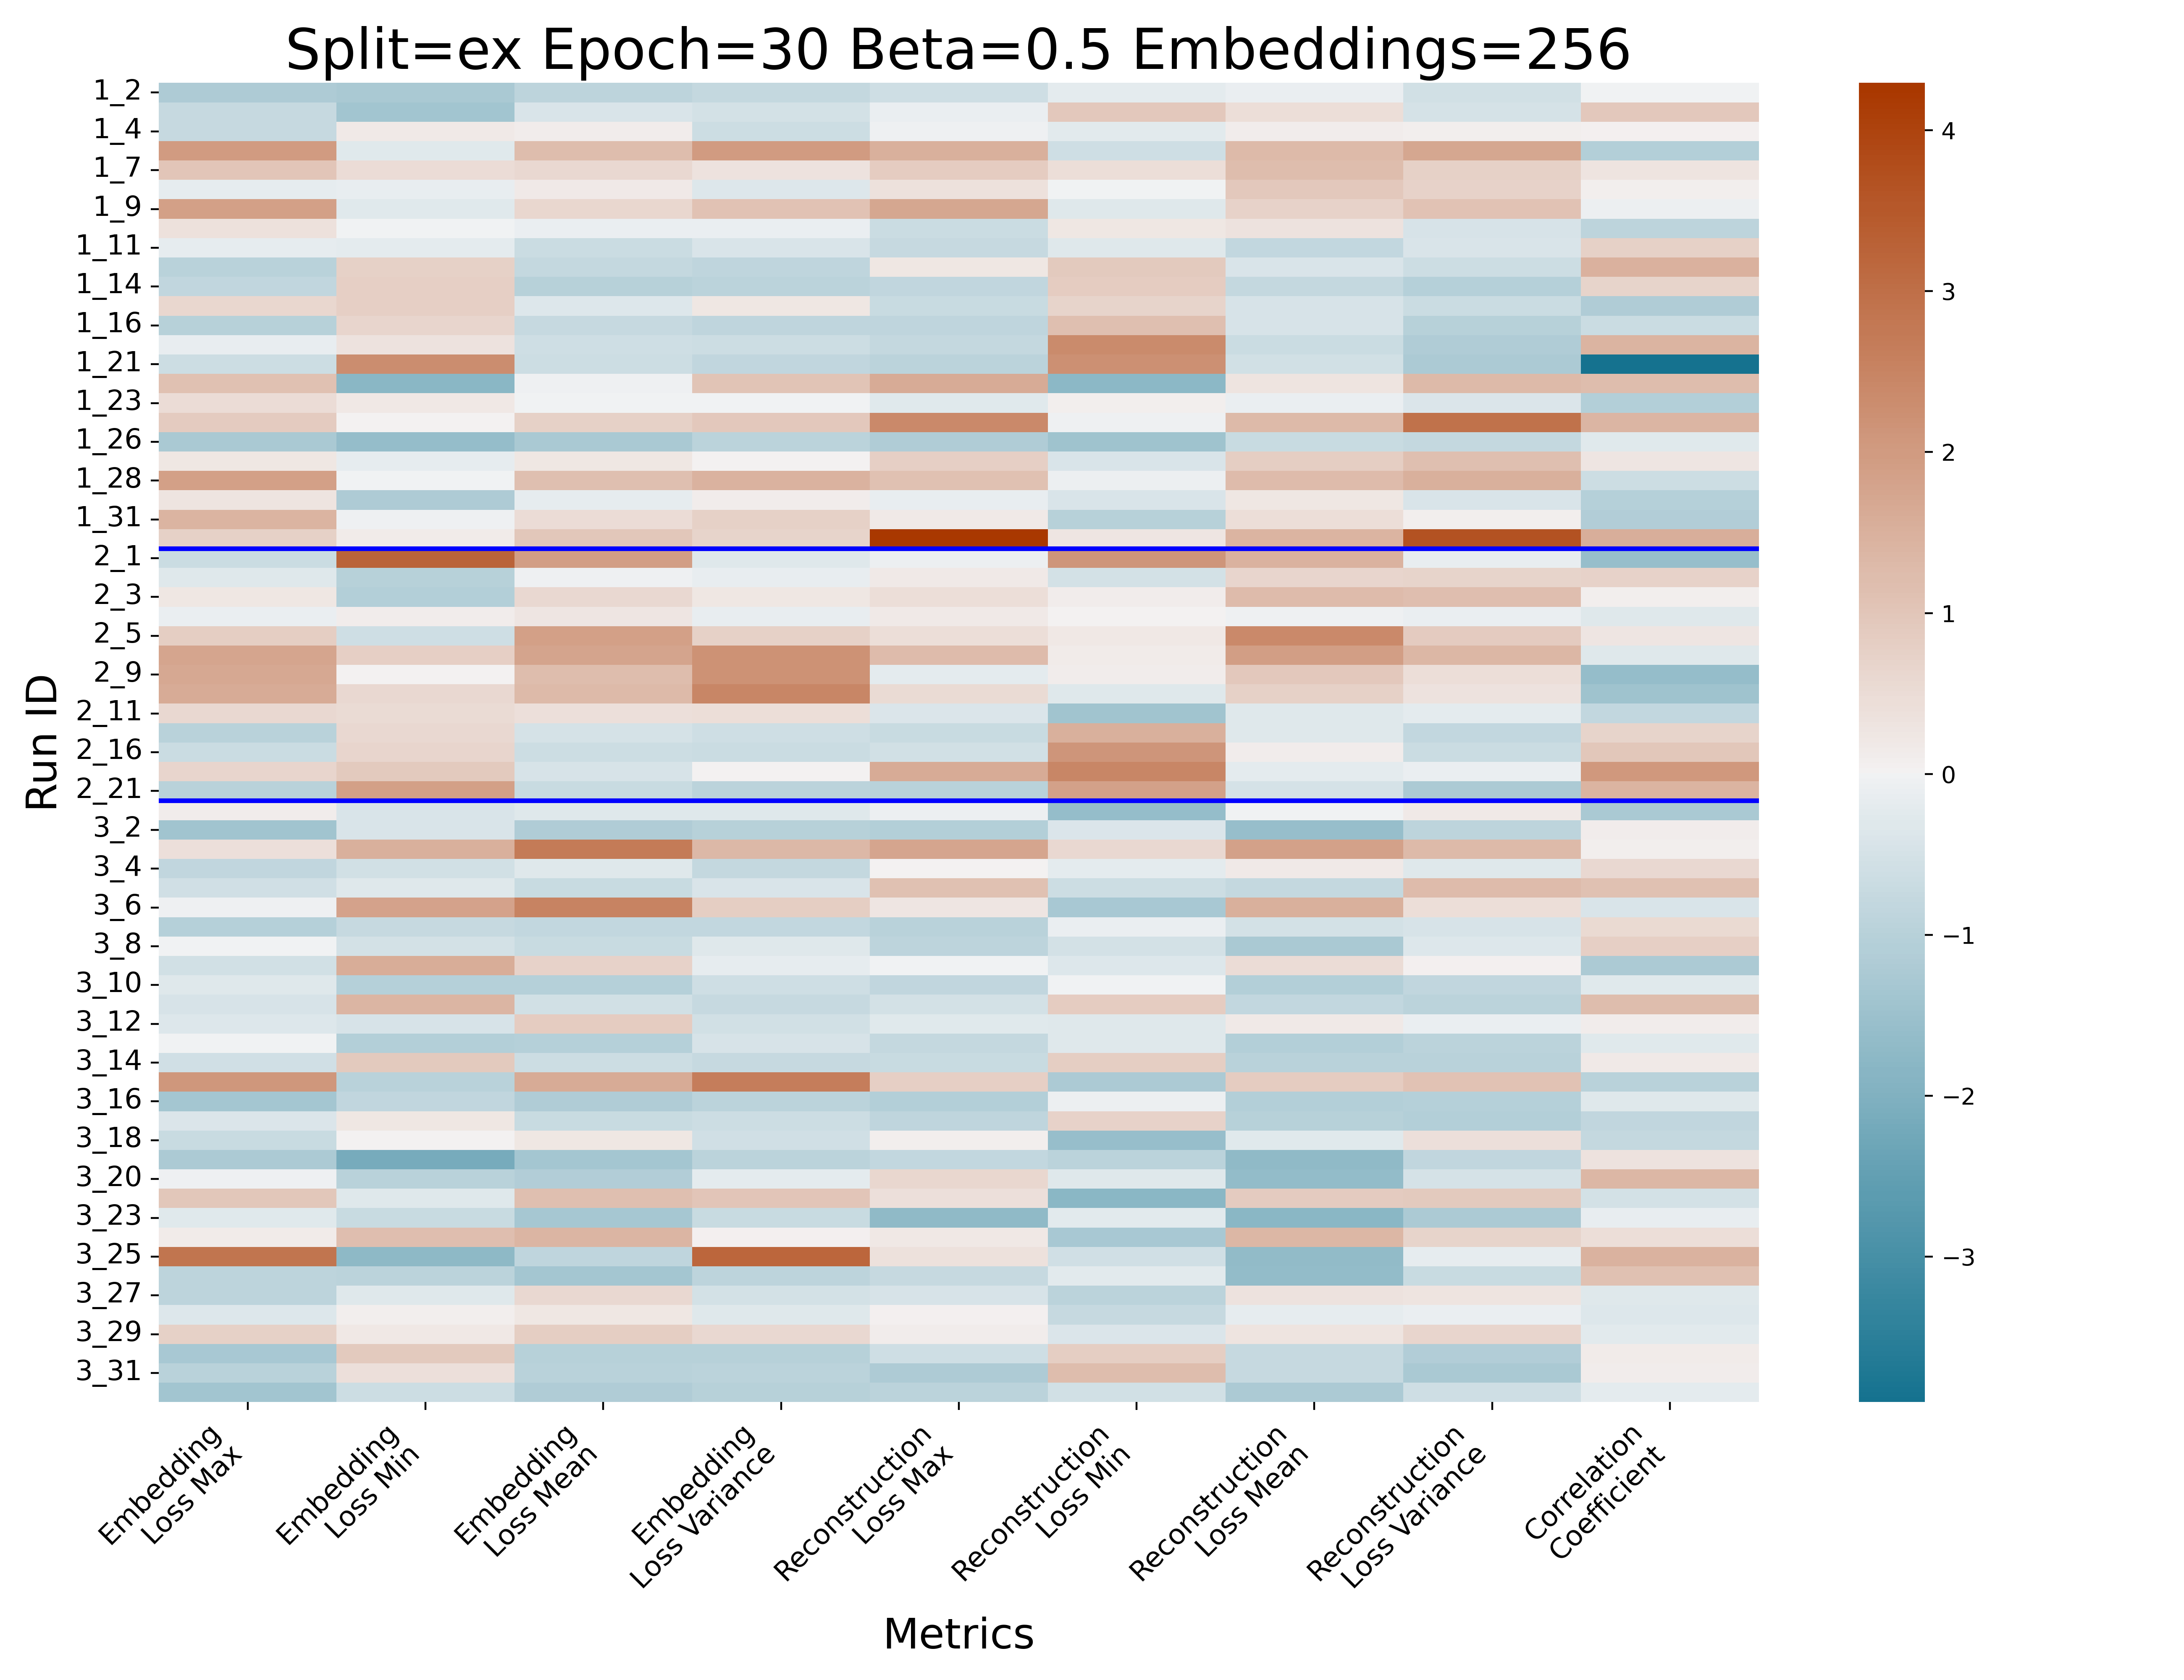 Split=ex Epoch=30 Beta=0.5 Embeddings=256
Run ID
1_2
1_4
1_7
1_9
1_11
1_14
1_16
1_21
1_23
1_26
1_28
1_31
2_1
2_3
2_5
2_9
2_11
2_16
2_21
3_2
3_4
3_6
3_8
3_10
3_12
3_14
3_16
3_18
3_20
3_23
3_25
3_27
3_29
3_31
Embedding
Loss Max
Embedding
Loss Min
Embedding
Loss Mean
Embedding
Loss Variance
Reconstruction
Loss Max
Reconstruction
Loss Min
Reconstruction
Loss Mean
Reconstruction
Loss Variance
Correlation
Coefficient
Metrics
4
3
2
1
0
−1
−2
−3